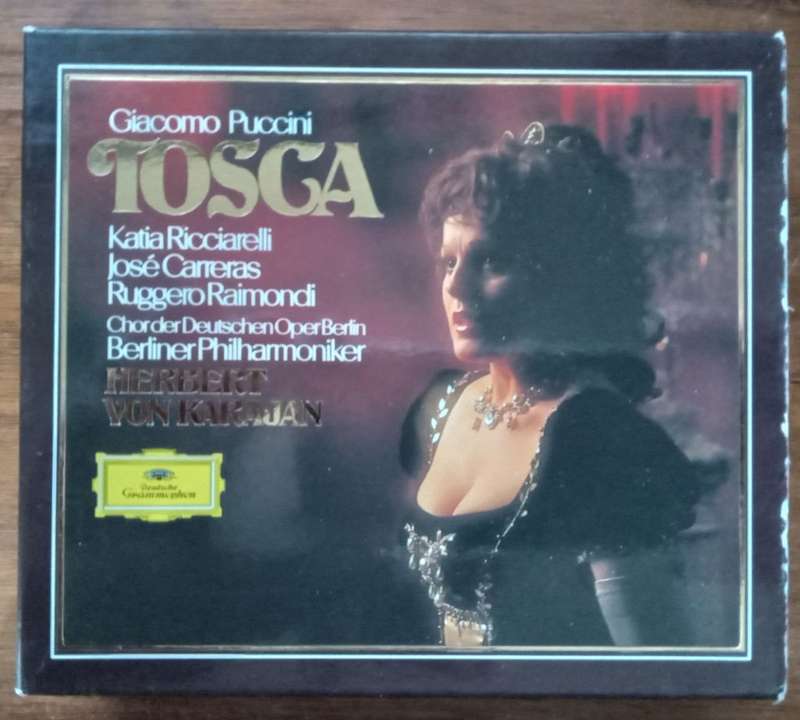 Giacomo Puccini
TOSCA
Katia Ricciarelli
José Carreras
Ruggero Raimondi
Chor der Deutschen Oper Berlin
Berliner Philharmoniker
HERBERT
VON KARAJAN
Deutsche
Grammophon